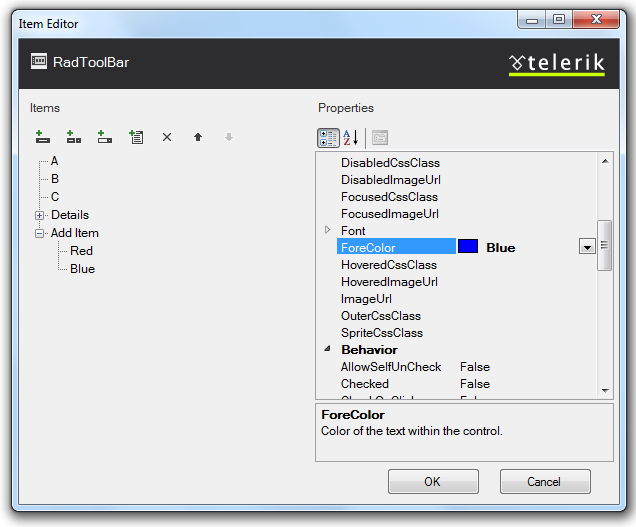 Item Editor
RadToolBar
telerik
Items
Properties
A
Z
A
B
C
Details
Add Item
Red
Blue
DisabledCssClass
DisabledImageUrl
FocusedCssClass
FocusedImageUrl
Font
ForeColor Blue
HoveredCssClass
HoveredImageUrl
ImageUrl
OuterCssClass
SpriteCssClass
Behavior
AllowSelfUnCheck False
Checked False
ForeColor
Color of the text within the control.
OK Cancel